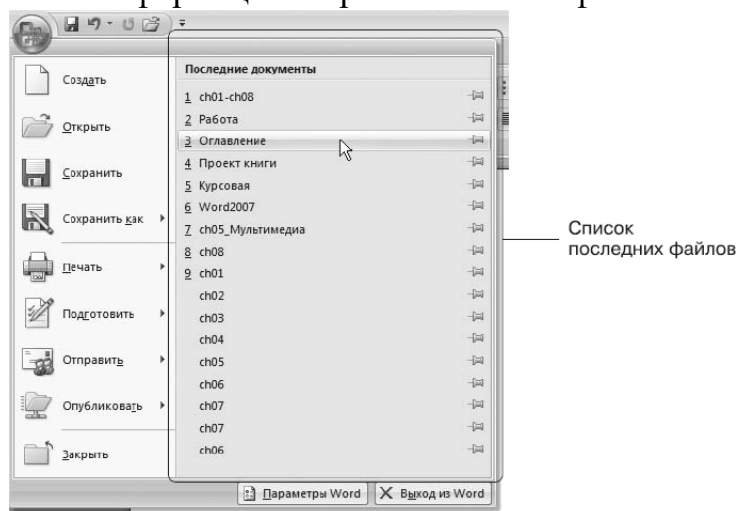 Последние документы
Создать
Открыть
Сохранить
Сохранить как
Печать
Подготовить
Отправить
Опубликовать
Закрыть
1 ch01-ch08
2 Работа
3 Оглавление
4 Проект книги
5 Курсовая
6 Word2007
7 ch05_Мультимедиа
8 ch08
9 ch01
ch02
ch03
ch04
ch05
ch06
ch07
ch07
ch06
Параметры Word
Выход из Word
Список
последних файлов